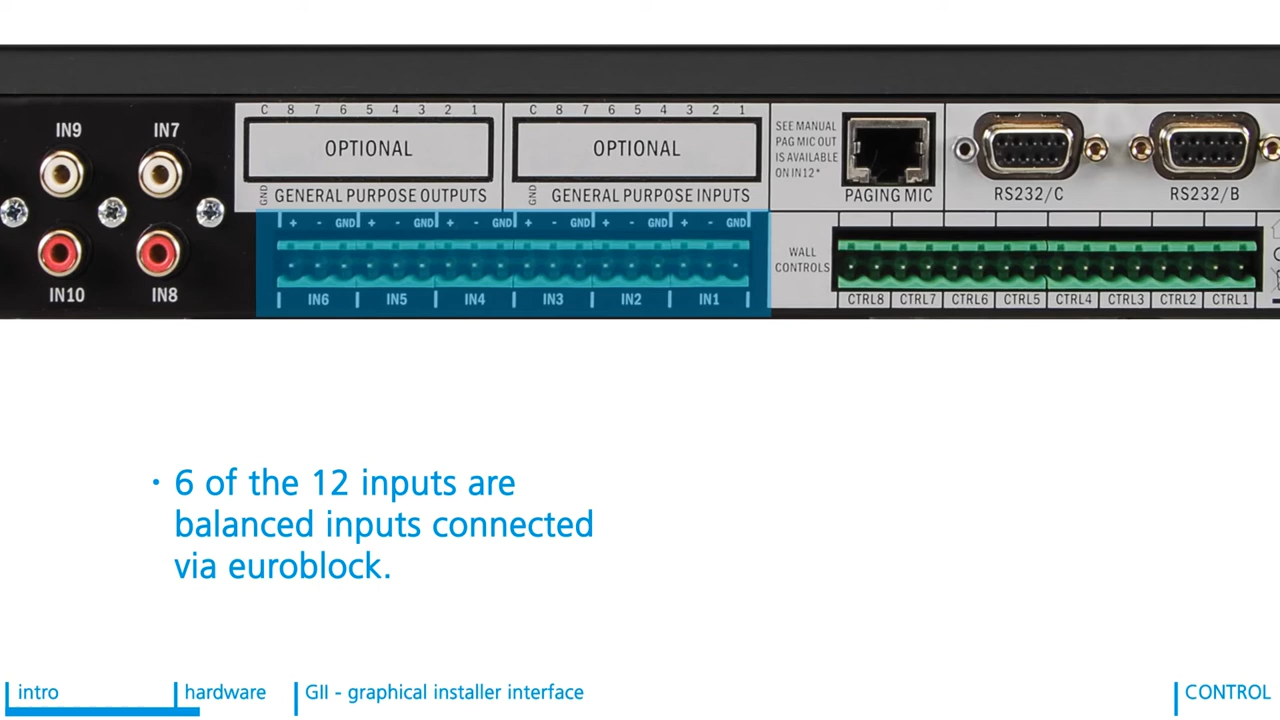 IN9 IN7
IN10 IN8
C 8 7 6 5 4 3 2 1
OPTIONAL
GND GENERAL PURPOSE OUTPUTS
C 8 7 6 5 4 3 2 1
OPTIONAL
GND GENERAL PURPOSE INPUTS
SEE MANUAL
PAG MIC OUT
IS AVAILABLE
ON IN12*
PAGING MIC
RS232/C
RS232/B
+ - GND + - GND + - GND + - GND + - GND + - GND
IN6 IN5 IN4 IN3 IN2 IN1
WALL
CONTROLS
CTRL8 CTRL7 CTRL6 CTRL5 CTRL4 CTRL3 CTRL2 CTRL1
• 6 of the 12 inputs are
balanced inputs connected
via euroblock.
intro hardware GII - graphical installer interface CONTROL